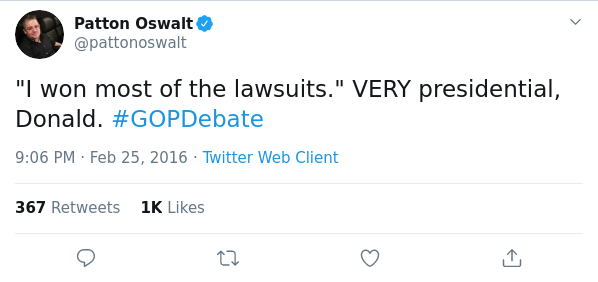 Patton Oswalt
@pattonoswalt
"I won most of the lawsuits." VERY presidential,
Donald. #GOPDebate
9:06 PM · Feb 25, 2016 · Twitter Web Client
367 Retweets 1K Likes